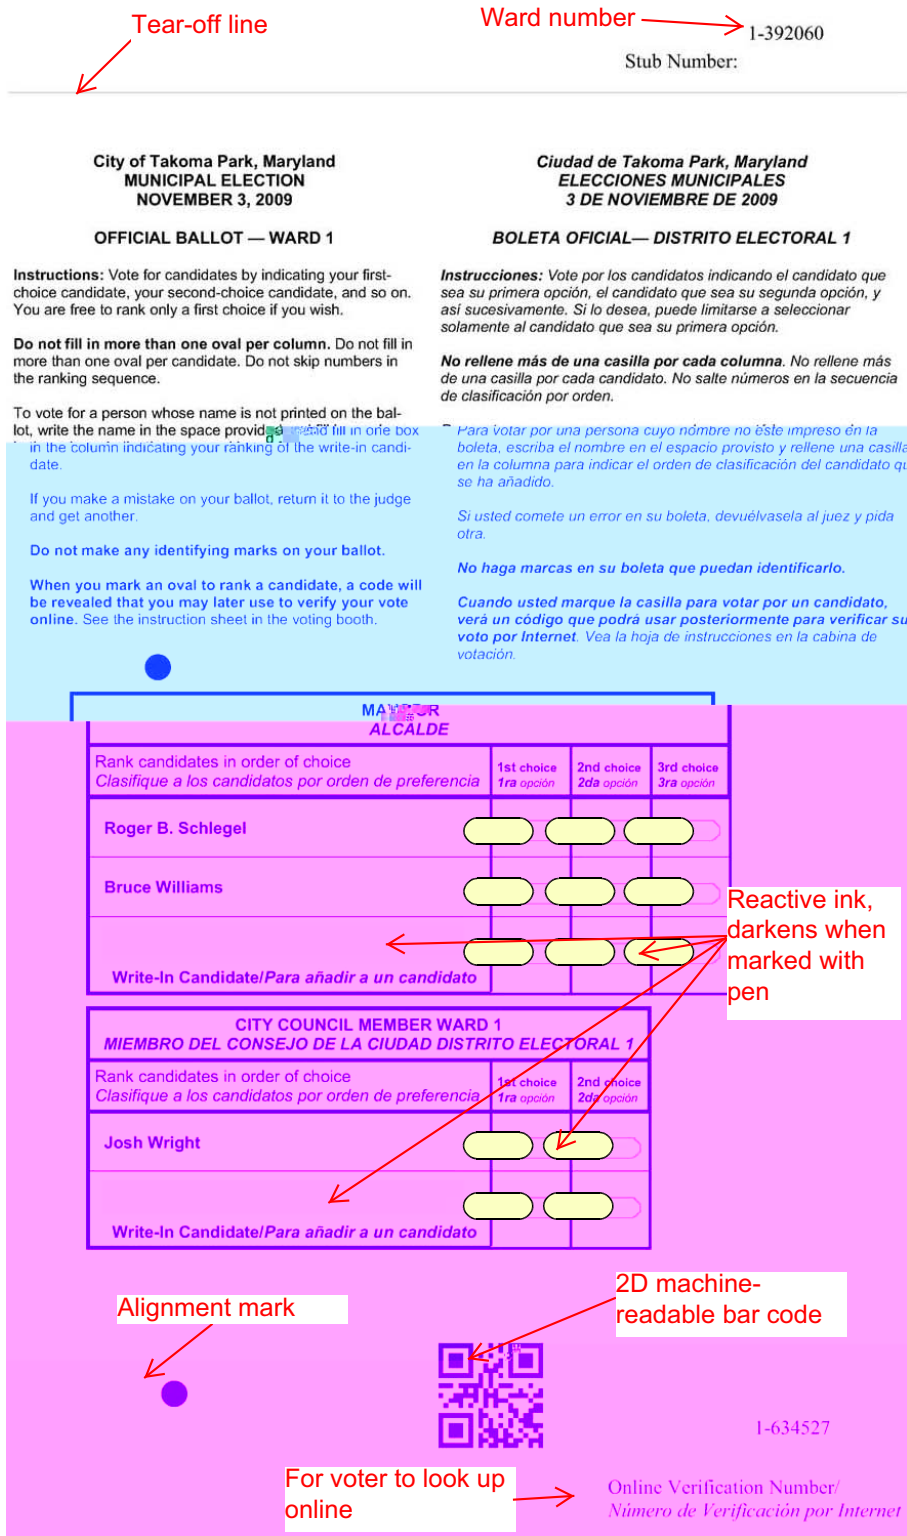 Tear-off line
Ward number
1-392060
Stub Number:
City of Takoma Park, Maryland
MUNICIPAL ELECTION
NOVEMBER 3, 2009
OFFICIAL BALLOT — WARD 1
Instructions: Vote for candidates by indicating your first-
choice candidate, your second-choice candidate, and so on.
You are free to rank only a first choice if you wish.
Do not fill in more than one oval per column. Do not fill in
more than one oval per candidate. Do not skip numbers in
the ranking sequence.
To vote for a person whose name is not printed on the bal-
lot, write the name in the space fill in one box
in the column indicating your ranking of the write-in candi-
date.
If you make a mistake on your ballot, return it to the judge
and get another.
Do not make any identifying marks on your ballot.
When you mark an oval to rank a candidate, a code will
be revealed that you may later use to verify your vote
online. See the instruction sheet in the voting booth.
Ciudad de Takoma Park, Maryland
ELECCIONES MUNICIPALES
3 DE NOVIEMBRE DE 2009
BOLETA OFICIAL— DISTRITO ELECTORAL 1
Instrucciones: Vote por los candidatos indicando el candidato que
sea su primera opción, el candidato que sea su segunda opción, y
así sucesivamente. Si lo desea, puede limitarse a seleccionar
solamente al candidato que sea su primera opción.
No rellene más de una casilla por cada columna. No rellene más
de una casilla por cada candidato. No salte números en la secuencia
de clasificación por orden.
Para votar por una persona cuyo nombre no esté impreso en la
boleta, escriba el nombre en el espacio provisto y rellene una casilla
en la columna para indicar el orden de clasificación del candidato qu
se ha añadido.
Si usted comete un error en su boleta, devuélvasela al juez y pida
otra.
No haga marcas en su boleta que puedan identificarlo.
Cuando usted marque la casilla para votar por un candidato,
verá un código que podrá usar posteriormente para verificar su
voto por Internet. Vea la hoja de instrucciones en la cabina de
votación.
ALCALDE
Rank candidates in order of choice
Clasifique a los candidatos por orden de preferencia
1st choice
1ra opción
2nd choice
2da opción
3rd choice
3ra opción
Roger B. Schlegel
Bruce Williams
Write-In Candidate/Para añadir a un candidato
Reactive ink,
darkens when
marked with
pen
CITY COUNCIL MEMBER WARD 1
MIEMBRO DEL CONSEJO DE LA CIUDAD DISTRITO ELECTORAL 1
Rank candidates in order of choice
Clasifique a los candidatos por orden de preferencia
1st choice
1ra opción
2nd choice
2da opción
Josh Wright
Write-In Candidate/Para añadir a un candidato
Alignment mark
2D machine-
readable bar code
1-634527
For voter to look up
online
Online Verification Number/
Número de Verificación por Internet